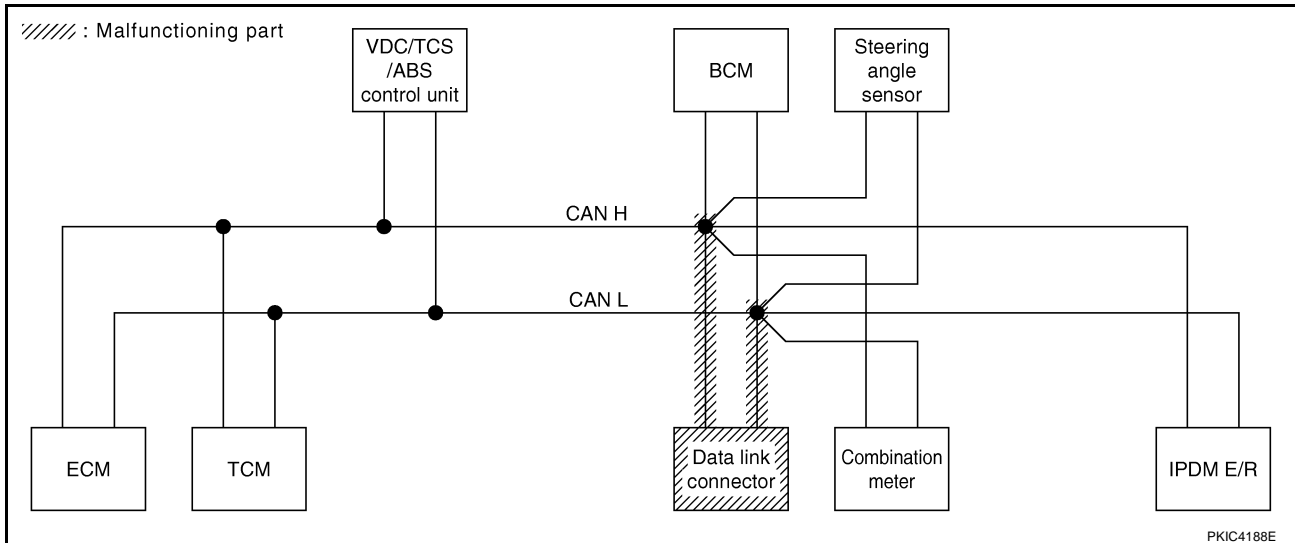 : Malfunctioning part
VDC/TCS
/ABS
control unit
BCM
Steering
angle
sensor
CAN H
CAN L
ECM
TCM
Data link
connector
Combination
meter
IPDM E/R
PKIC4188E